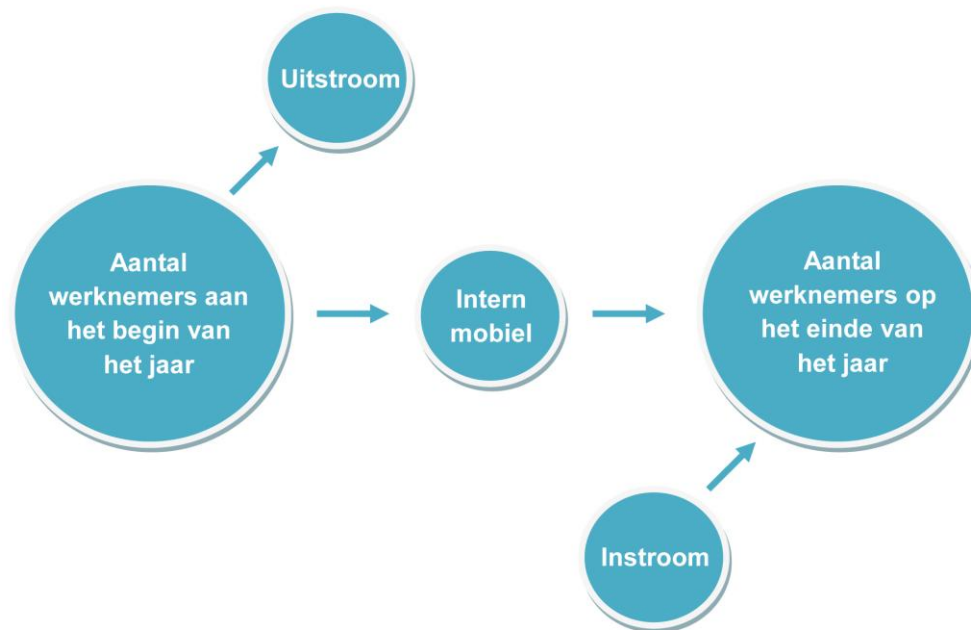 Uitstroom
Aantal
werknemers aan
het begin van
het jaar
Intern
mobiel
Aantal
werknemers op
het einde van
het jaar
Instroom